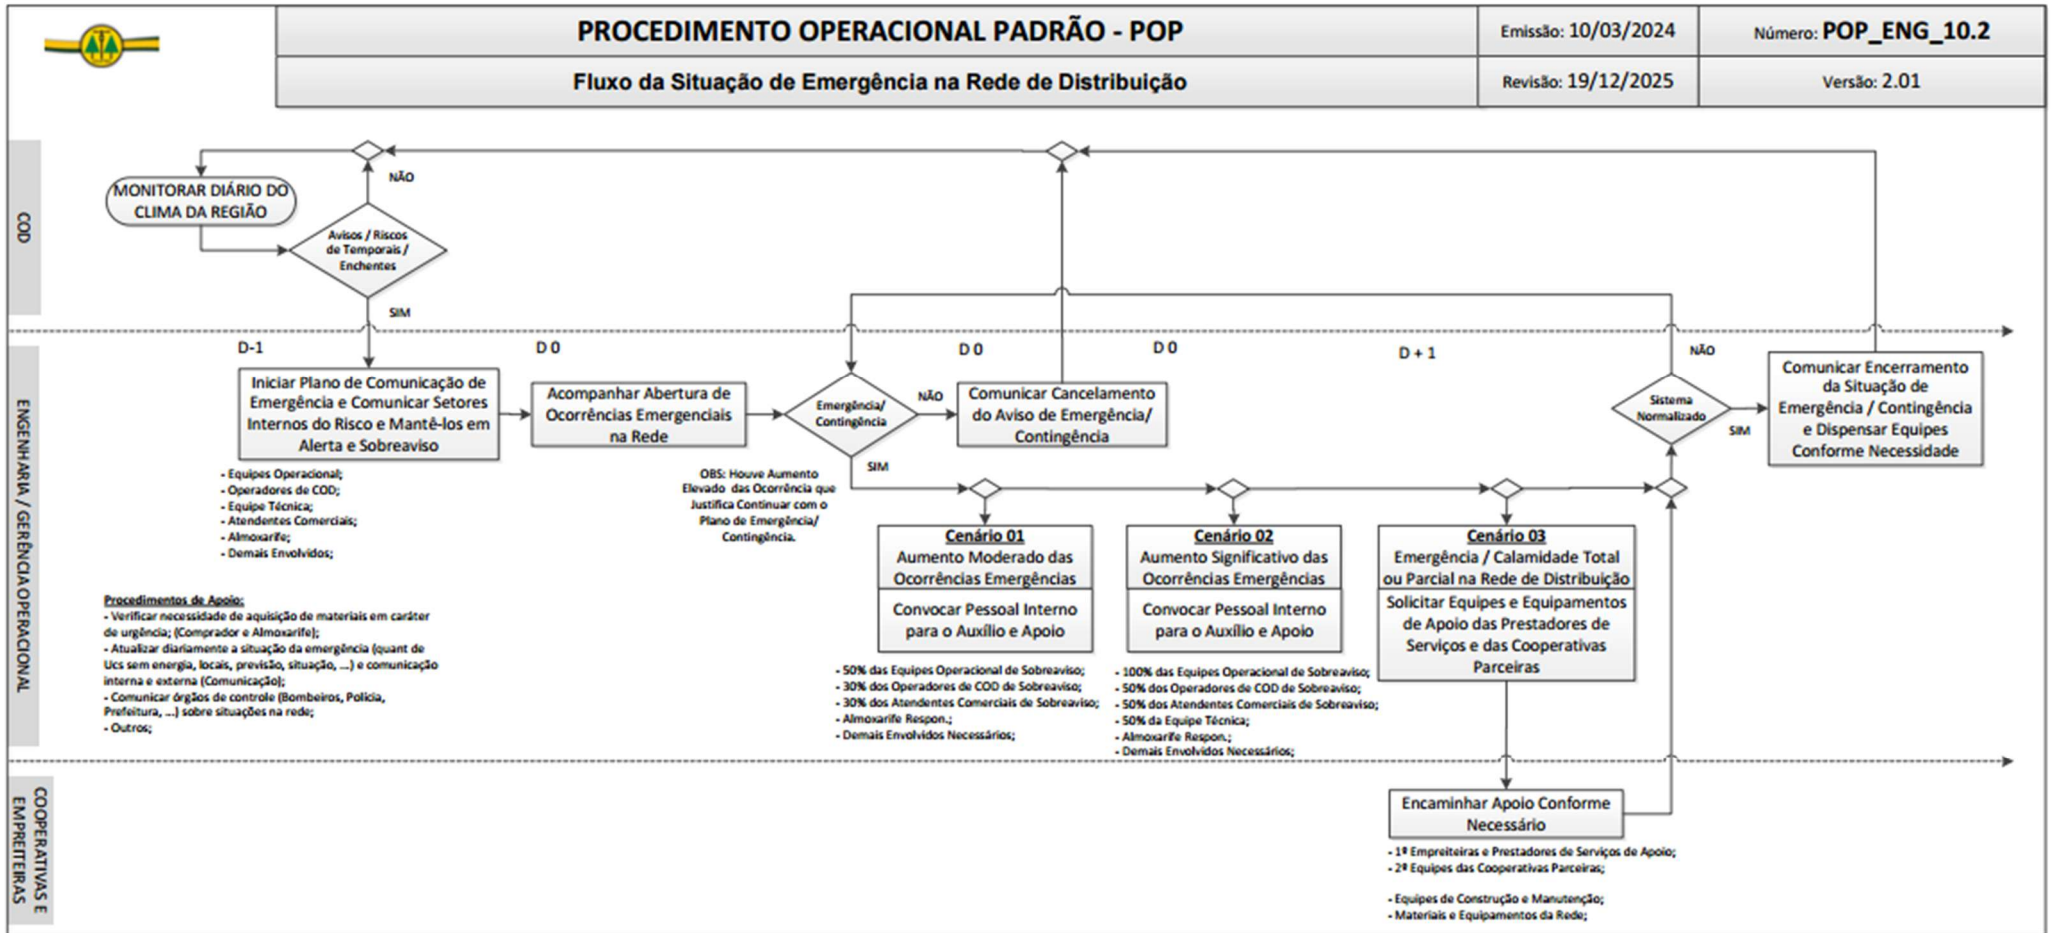 PROCEDIMENTO OPERACIONAL PADRÃO - POP
Emissão: 10/03/2024
Número: POP_ENG_10.2
Fluxo da Situação de Emergência na Rede de Distribuição
Revisão: 19/12/2025
Versão: 2.01
COD
MONITORAR DIÁRIO DO
CLIMA DA REGIÃO
NÃO
Avisos / Riscos
de Temporais /
Enchentes
SIM
ENGENHARIA / GERÊNCIA OPERACIONAL
D-1
Iniciar Plano de Comunicação de
Emergência e Comunicar Setores
Internos do Risco e Mantê-los em
Alerta e Sobreaviso
- Equipes Operacional;
- Operadores de COD;
- Equipe Técnica;
- Atendentes Comerciais;
- Almoxarife;
- Demais Envolvidos;
Procedimentos de Apoio:
- Verificar necessidade de aquisição de materiais em caráter
de urgência; (Comprador e Almoxarife);
- Atualizar diariamente a situação da emergência (quant de
Ucs sem energia, locais, previsão, situação, ...) e comunicação
interna e externa (Comunicação);
- Comunicar órgãos de controle (Bombeiros, Polícia,
Prefeitura, ...) sobre situações na rede;
- Outros;
D 0
Acompanhar Abertura de
Ocorrências Emergenciais
na Rede
Emergência/
Contingência
NÃO
SIM
OBS: Houve Aumento
Elevado das Ocorrência que
Justifica Continuar com o
Plano de Emergência/
Contingência.
D 0
Comunicar Cancelamento
do Aviso de Emergência/
Contingência
D 0
Cenário 01
Aumento Moderado das
Ocorrências Emergências
Convocar Pessoal Interno
para o Auxílio e Apoio
- 50% das Equipes Operacional de Sobreaviso;
- 30% dos Operadores de COD de Sobreaviso;
- 30% dos Atendentes Comerciais de Sobreaviso;
- Almoxarife Respon.;
- Demais Envolvidos Necessários;
Cenário 02
Aumento Significativo das
Ocorrências Emergências
Convocar Pessoal Interno
para o Auxílio e Apoio
- 100% das Equipes Operacional de Sobreaviso;
- 50% dos Operadores de COD de Sobreaviso;
- 50% dos Atendentes Comerciais de Sobreaviso;
- 50% da Equipe Técnica;
- Almoxarife Respon.;
- Demais Envolvidos Necessários;
D + 1
Cenário 03
Emergência / Calamidade Total
ou Parcial na Rede de Distribuição
Solicitar Equipes e Equipamentos
de Apoio das Prestadores de
Serviços e das Cooperativas
Parceiras
NÃO
Sistema
Normalizado
SIM
Comunicar Encerramento
da Situação de
Emergência / Contingência
e Dispensar Equipes
Conforme Necessidade
COOPERATIVAS E
EMPREITEIRAS
Encaminhar Apoio Conforme
Necessário
- 1º Empreiteiras e Prestadores de Serviços de Apoio;
- 2º Equipes das Cooperativas Parceiras;
- Equipes de Construção e Manutenção;
- Materiais e Equipamentos da Rede;